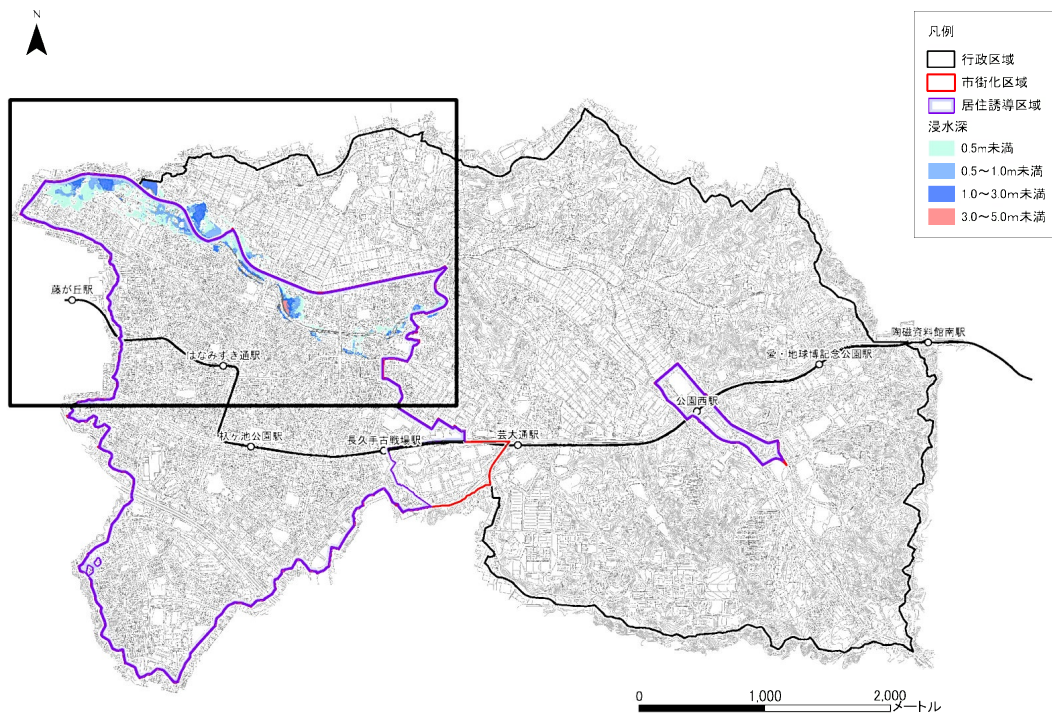 N
凡例
行政区域
市街化区域
居住誘導区域
浸水深
0.5m未満
0.5～1.0m未満
1.0～3.0m未満
3.0～5.0m未満
藤が丘駅
はなみずき通駅
杁ヶ池公園駅
長久手古戦場駅
芸大通駅
公園西駅
愛・地球博記念公園駅
陶磁資料館南駅
0 1,000 2,000
メートル